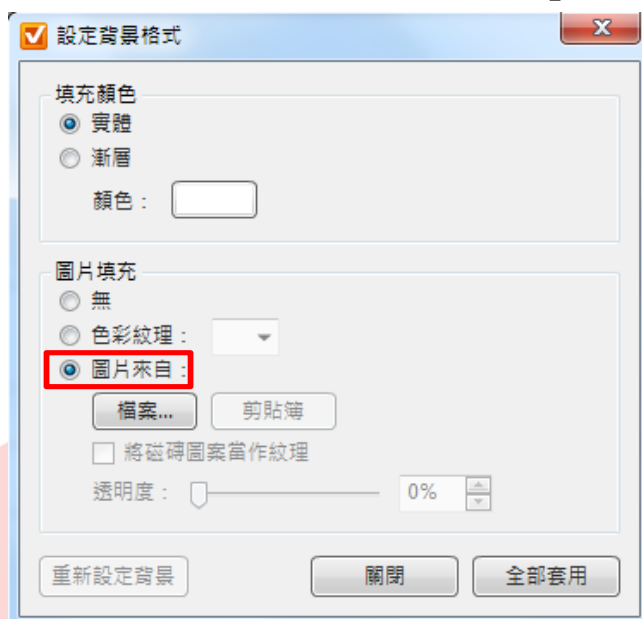 設定背景格式
填充顏色
實體
漸層
顏色：
圖片填充
無
色彩紋理：
圖片來自：
檔案... 剪貼簿
將磁磚圖案當作紋理
透明度： 0%
重新設定背景 關閉 全部套用